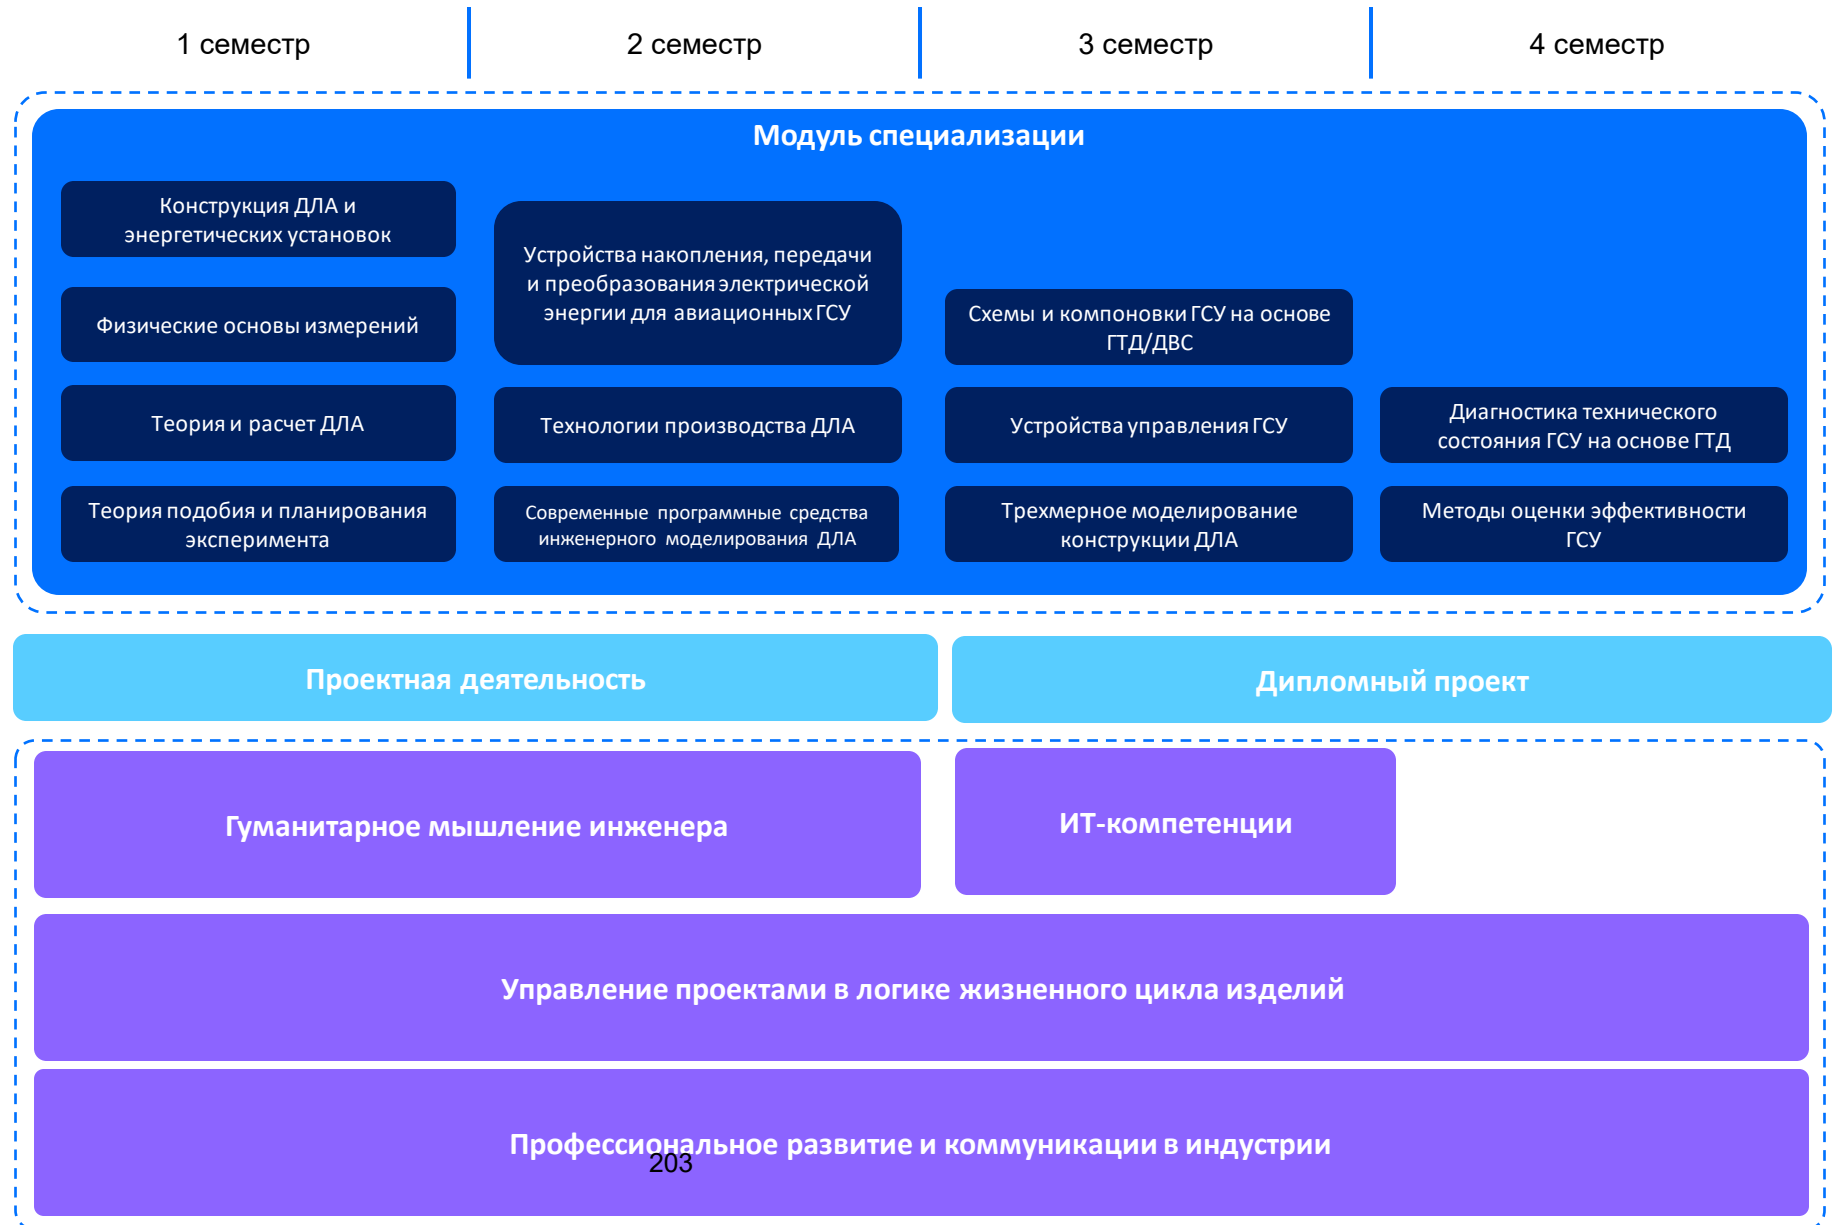 1 семестр
2 семестр
3 семестр
4 семестр
Модуль специализации
Конструкция ДЛА и
энергетических установок
Физические основы измерений
Теория и расчет ДЛА
Теория подобия и планирования
эксперимента
Устройства накопления, передачи
и преобразования электрической
энергии для авиационных ГСУ
Технологии производства ДЛА
Современные программные средства
инженерного моделирования ДЛА
Схемы и компоновки ГСУ на основе
ГТД/ДВС
Устройства управления ГСУ
Трехмерное моделирование
конструкции ДЛА
Диагностика технического
состояния ГСУ на основе ГТД
Методы оценки эффективности
ГСУ
Проектная деятельность
Дипломный проект
Гуманитарное мышление инженера
ИТ-компетенции
Управление проектами в логике жизненного цикла изделий
Профессиональное развитие и коммуникации в индустрии
203